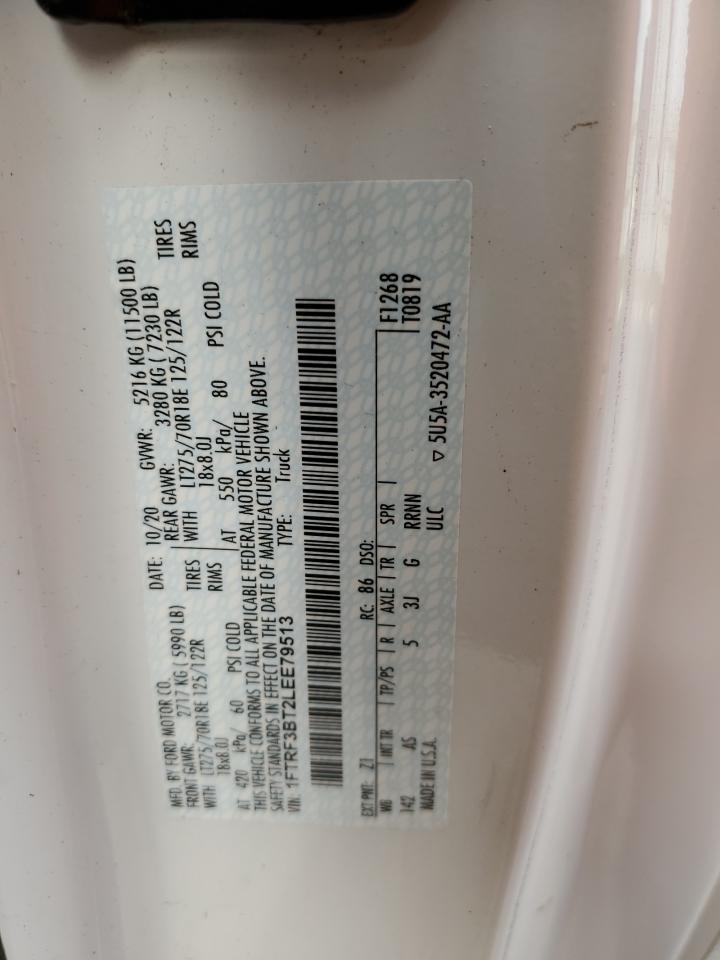 MFD. BY FORD MOTOR CO.
DATE: 10/20 GVWR: 5216 KG (11500 LB)
FRONT GAWR: 2717 KG ( 5990 LB) REAR GAWR: 3280 KG ( 7230 LB)
WITH LT275/70R18E 125/122R TIRES WITH LT275/70R18E 125/122R TIRES
18x8.0J RIMS 18x8.0J RIMS
AT 420 kPa/ 60 PSI COLD AT 550 kPa/ 80 PSI COLD
THIS VEHICLE CONFORMS TO ALL APPLICABLE FEDERAL MOTOR VEHICLE
SAFETY STANDARDS IN EFFECT ON THE DATE OF MANUFACTURE SHOWN ABOVE.
VIN: 1FTRF3BT2LEE79513 TYPE: Truck
EXT PNT: Z1 RC: 86 DSO:
WB INT TR TP/PS R AXLE TR SPR F1268
142 AS 5 3J G RRNN T0819
MADE IN U.S.A. ULC
▽ 5U5A-3520472-AA